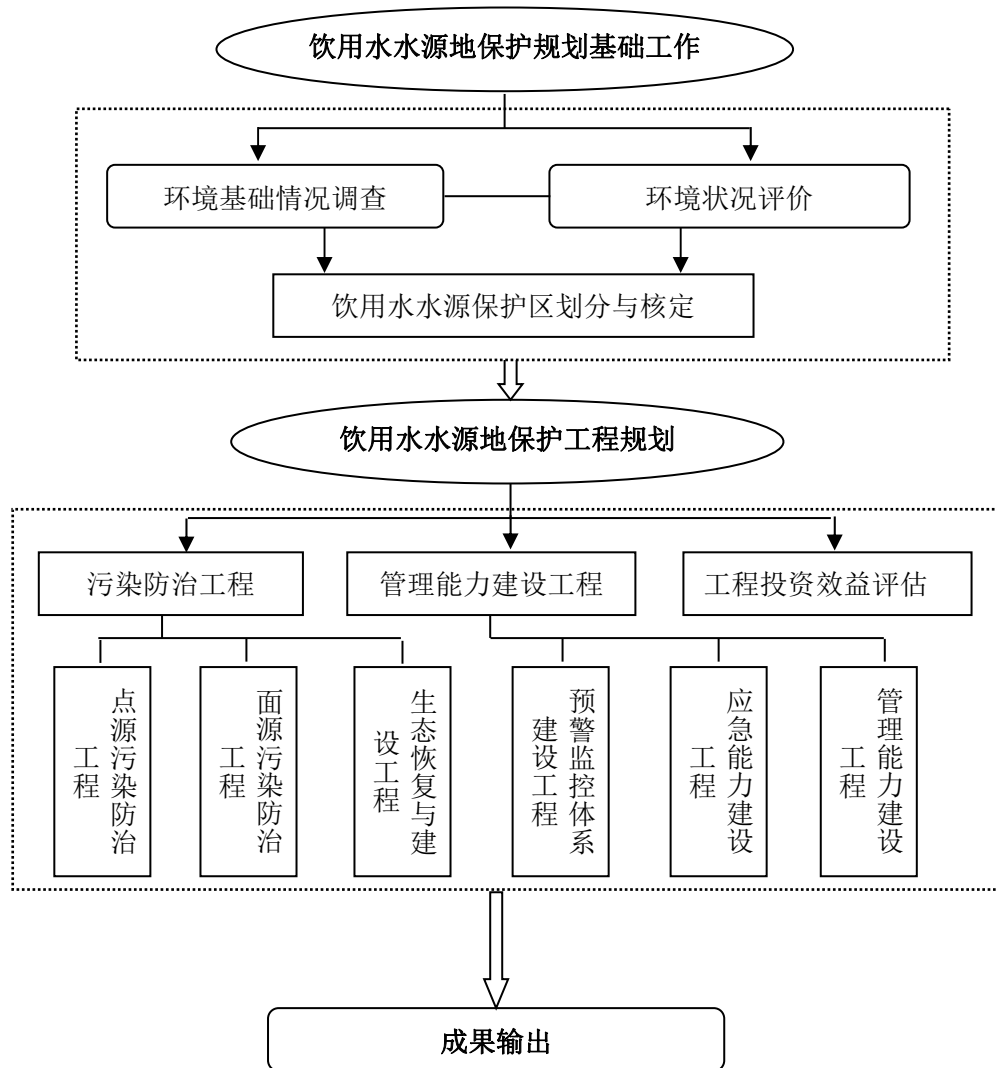 饮用水水源地保护规划基础工作
环境基础情况调查
环境状况评价
饮用水水源保护区划分与核定
饮用水水源地保护工程规划
污染防治工程
管理能力建设工程
工程投资效益评估
点源污染防治
工程
面源污染防治
工程
生态恢复与建
设工程
预警监控体系
建设工程
应急能力建设
工程
管理能力建设
工程
成果输出